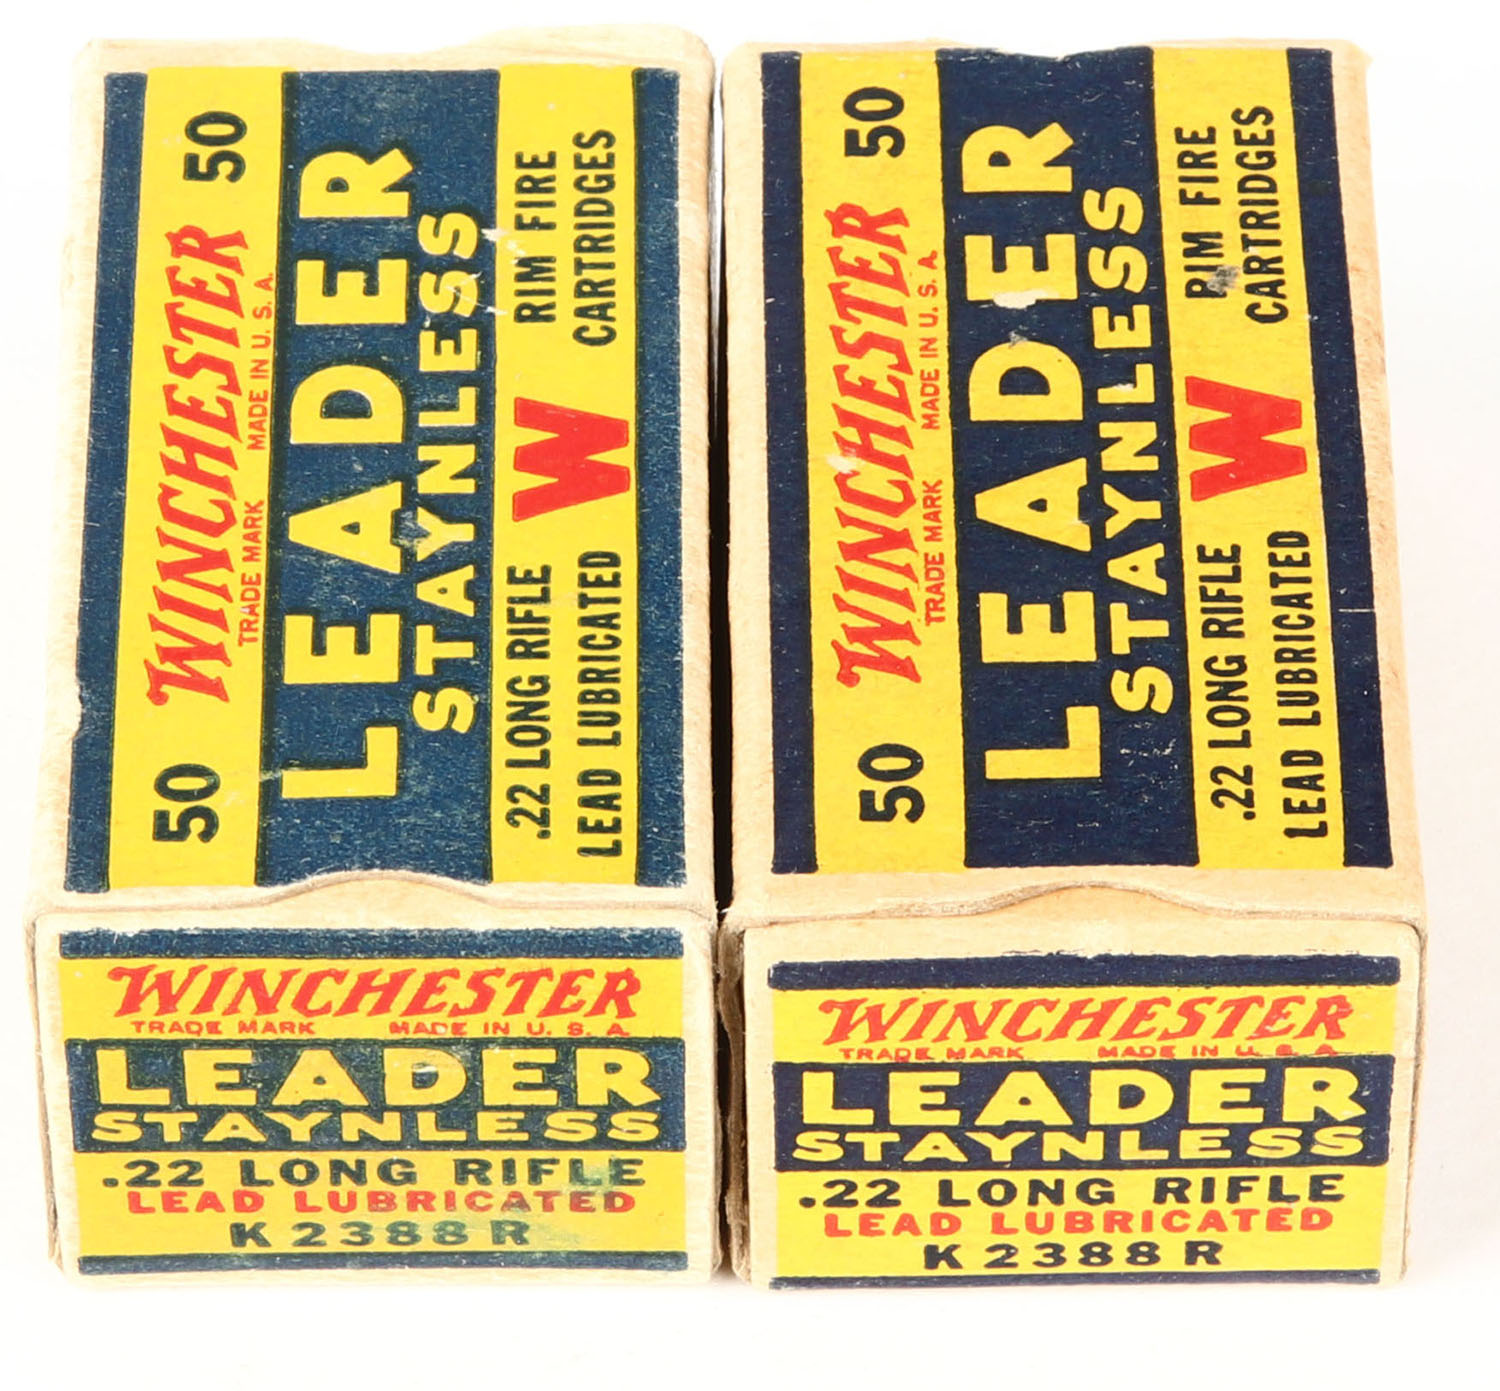 50 WINCHESTER 50
TRADE MARK MADE IN U.S.A.
LEADER
STAYNLESS
.22 LONG RIFLE W RIM FIRE
LEAD LUBRICATED CARTRIDGES
WINCHESTER
TRADE MARK MADE IN U.S.A.
LEADER
STAYNLESS
.22 LONG RIFLE
LEAD LUBRICATED
K2388R
50 WINCHESTER 50
TRADE MARK MADE IN U.S.A
LEADER
STAYNLESS
.22 LONG RIFLE W RIM FIRE
LEAD LUBRICATED CARTRIDGES
WINCHESTER
TRADE MARK MADE IN U.S.A
LEADER
STAYNLESS
.22 LONG RIFLE
LEAD LUBRICATED
K2388R